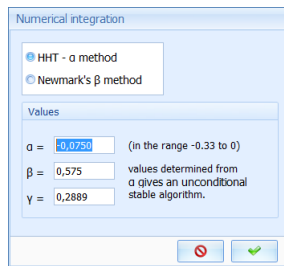 Numerical integration
HHT - α method
Newmark's β method
Values
α = -0,0750 (in the range -0.33 to 0)
β = 0,575 values determined from
α gives an unconditional
γ = 0,2889 stable algorithm.